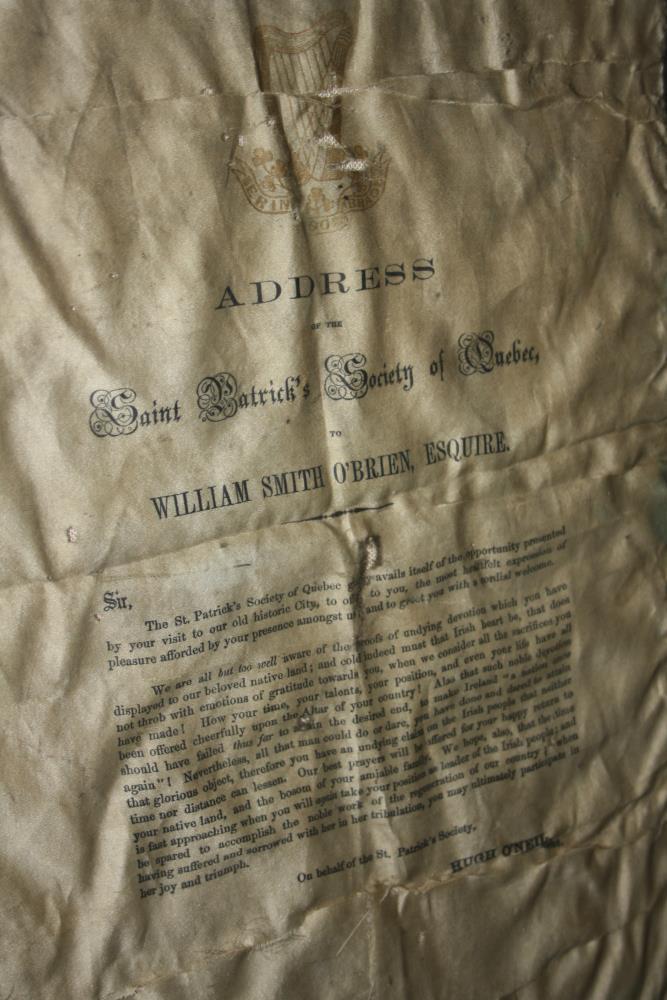 ERIN
ADDRESS
OF THE
Saint Patrick's Society of Quebec,
TO
WILLIAM SMITH O'BRIEN, ESQUIRE.
Sir,
The St. Patrick's Society of Quebec avails itself of the opportunity presented
by your visit to our old historic City, to to you, the most heartfelt expression of
pleasure afforded by your presence amongst us, and to greet you with a cordial welcome.
We are all but too well aware of the proofs of undying devotion which you have
displayed to our beloved native land; and cold indeed must that Irish heart be, that does
not throb with emotions of gratitude towards you, when we consider all the sacrifices you
have made! How your time, your talents, your position, and even your life have all
been offered cheerfully upon the Altar of your country! Alas that such noble devotion
should have failed thus far to in the desired end, to make Ireland "a nation once
again"! Nevertheless, all that man could do or dare, you have done and dared to attain
that glorious object, therefore you have an undying claim on the Irish people that neither
time nor distance can lessen. Our best prayers will be offered for your happy return to
your native land, and the bosom of your amiable family. We hope, also, that the time
is fast approaching when you will again take your position as leader of the Irish people; and
be spared to accomplish the noble work of the regeneration of our country; when
having suffered and sorrowed with her in her tribulation, you may ultimately participate in
her joy and triumph.
On behalf of the St. Patrick's Society,
HUGH O'NEIL